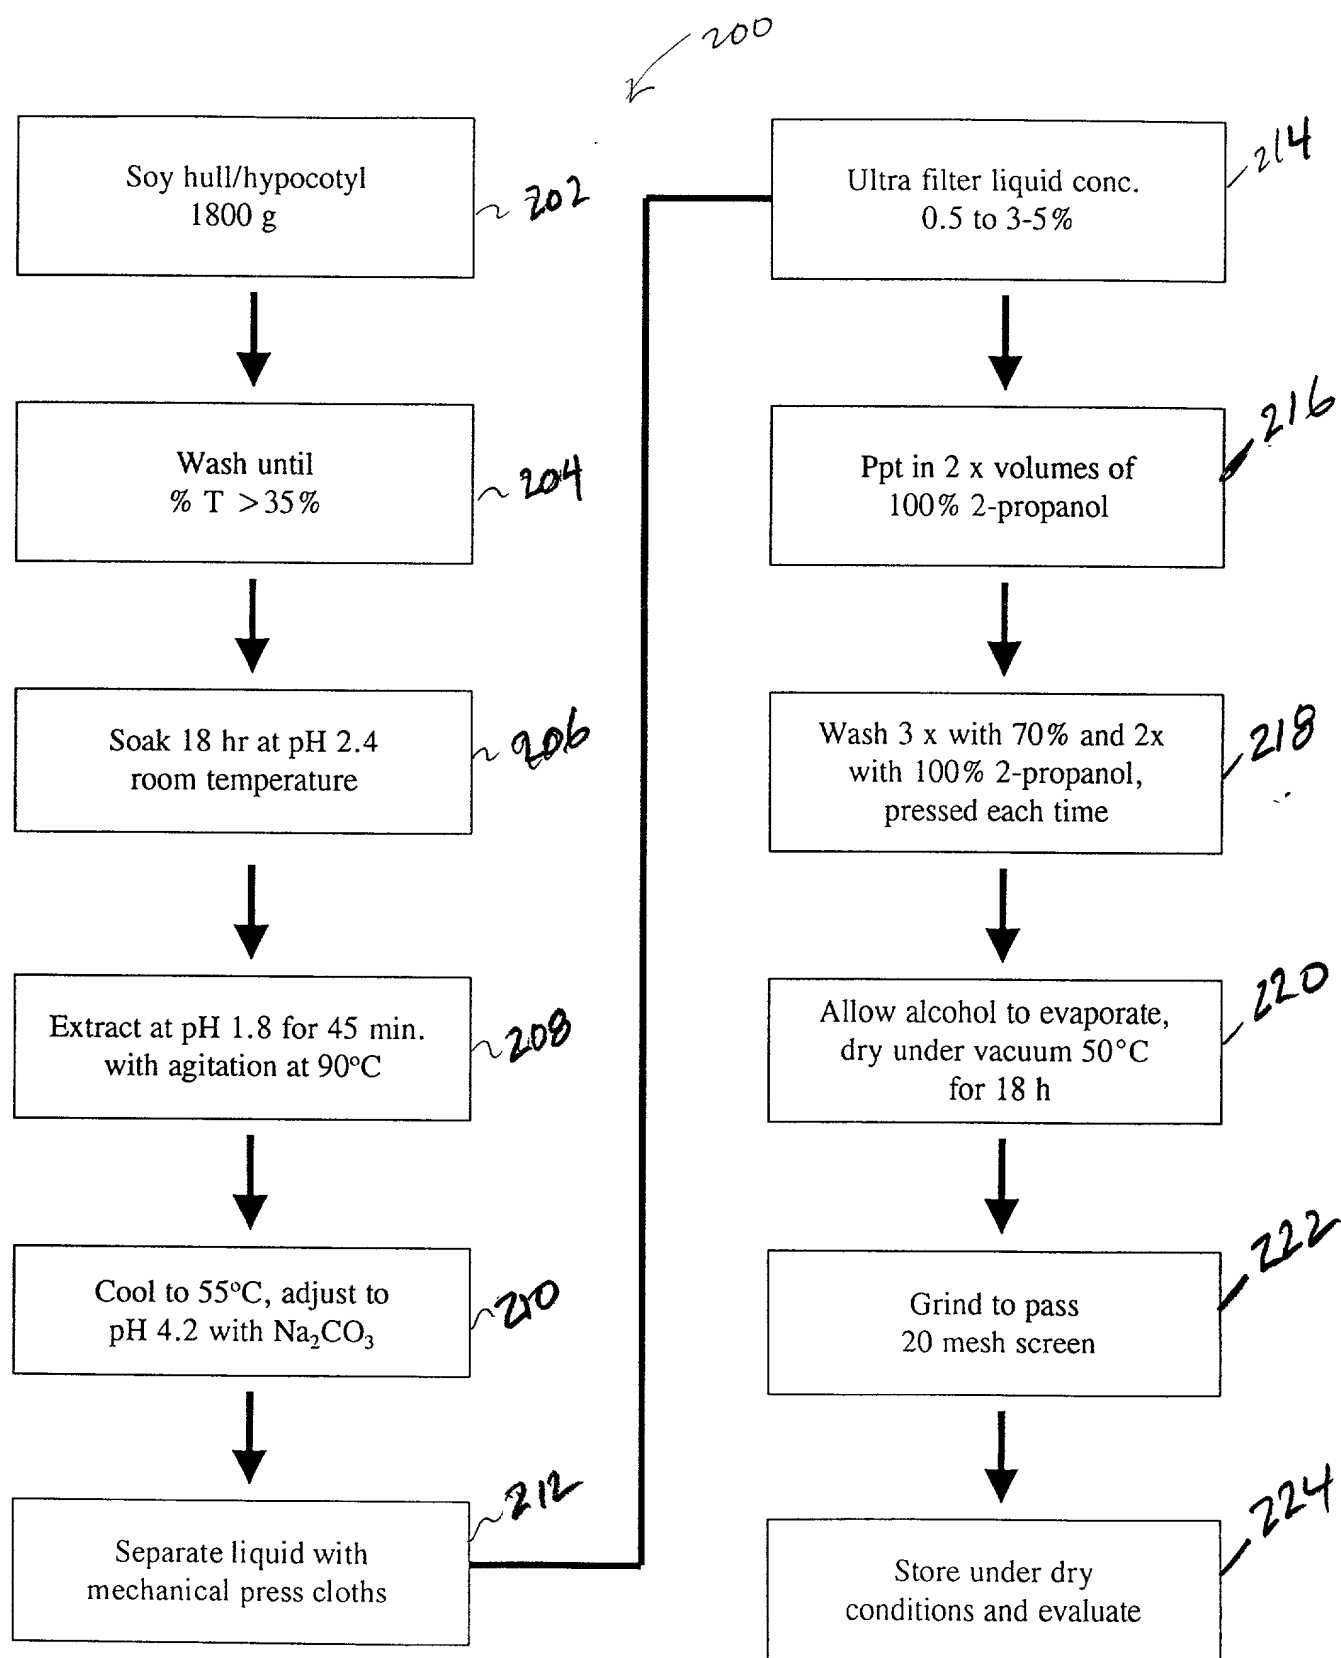 200
Soy hull/hypocotyl
1800 g
202
Wash until
% T >35%
204
Soak 18 hr at pH 2.4
room temperature
206
Extract at pH 1.8 for 45 min.
with agitation at 90°C
208
Cool to 55°C, adjust to
pH 4.2 with Na₂CO₃
210
Separate liquid with
mechanical press cloths
212
Ultra filter liquid conc.
0.5 to 3-5%
214
Ppt in 2 x volumes of
100% 2-propanol
216
Wash 3 x with 70% and 2x
with 100% 2-propanol,
pressed each time
218
Allow alcohol to evaporate,
dry under vacuum 50°C
for 18 h
220
Grind to pass
20 mesh screen
222
Store under dry
conditions and evaluate
224